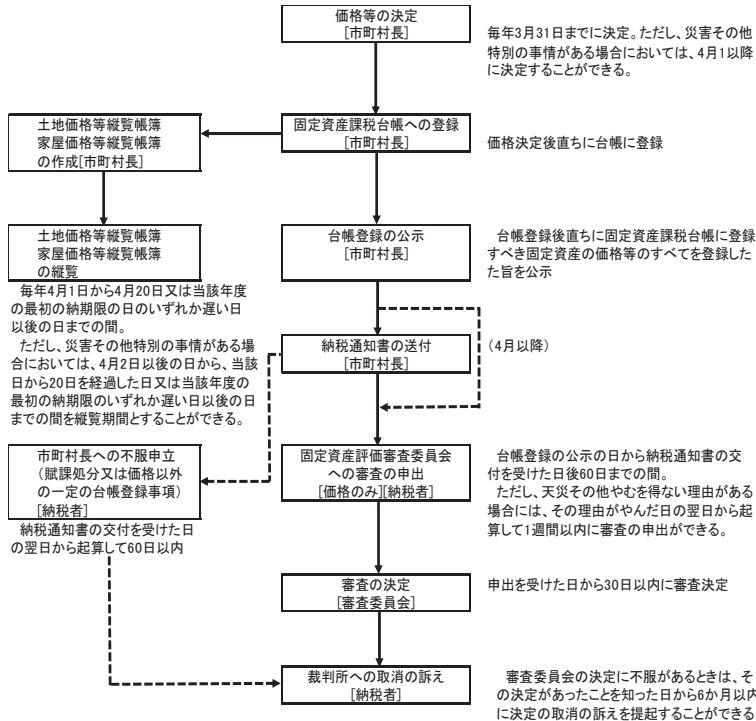 価格等の決定
[市町村長]
毎年3月31日までに決定。ただし、災害その他
特別の事情がある場合においては、4月1以降
に決定することができる。
土地価格等縦覧帳簿
家屋価格等縦覧帳簿
の作成[市町村長]
固定資産課税台帳への登録
[市町村長]
価格決定後直ちに台帳に登録
土地価格等縦覧帳簿
家屋価格等縦覧帳簿
の縦覧
毎年4月1日から4月20日又は当該年度
の最初の納期限の日のいずれか遅い日
以後の日までの間。
ただし、災害その他特別の事情がある場
合においては、4月2日以後の日から、当該
日から20日を経過した日又は当該年度の
最初の納期限のいずれか遅い日以後の日
までの間を縦覧期間とすることができる。
台帳登録の公示
[市町村長]
台帳登録後直ちに固定資産課税台帳に登録
すべき固定資産の価格等のすべてを登録し
た旨を公示
納税通知書の送付
[市町村長]
(4月以降)
市町村長への不服申立
(賦課処分又は価格以外
の一定の台帳登録事項)
[納税者]
納税通知書の交付を受けた日
の翌日から起算して60日以内
固定資産評価審査委員会
への審査の申出
[価格のみ][納税者]
台帳登録の公示の日から納税通知書の交
付を受けた日後60日までの間。
ただし、天災その他やむを得ない理由がある
場合には、その理由がやんだ日の翌日から起
算して1週間以内に審査の申出ができる。
審査の決定
[審査委員会]
申出を受けた日から30日以内に審査決定
裁判所への取消の訴え
[納税者]
審査委員会の決定に不服があるときは、そ
の決定があったことを知った日から6か月以内
に決定の取消の訴えを提起することができる